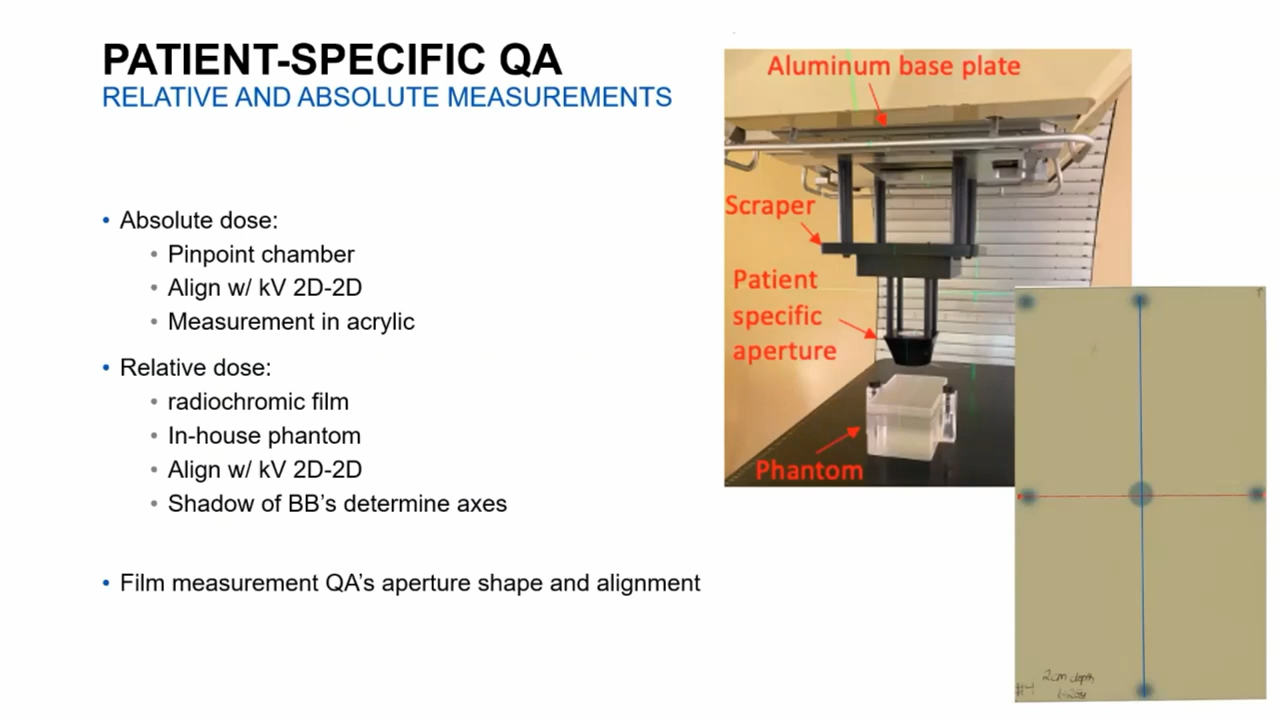 PATIENT-SPECIFIC QA
RELATIVE AND ABSOLUTE MEASUREMENTS
• Absolute dose:
• Pinpoint chamber
• Align w/ kV 2D-2D
• Measurement in acrylic
• Relative dose:
• radiochromic film
• In-house phantom
• Align w/ kV 2D-2D
• Shadow of BB’s determine axes
• Film measurement QA’s aperture shape and alignment
Aluminum base plate
Scraper
Patient
specific
aperture
Phantom
2cm depth
#4